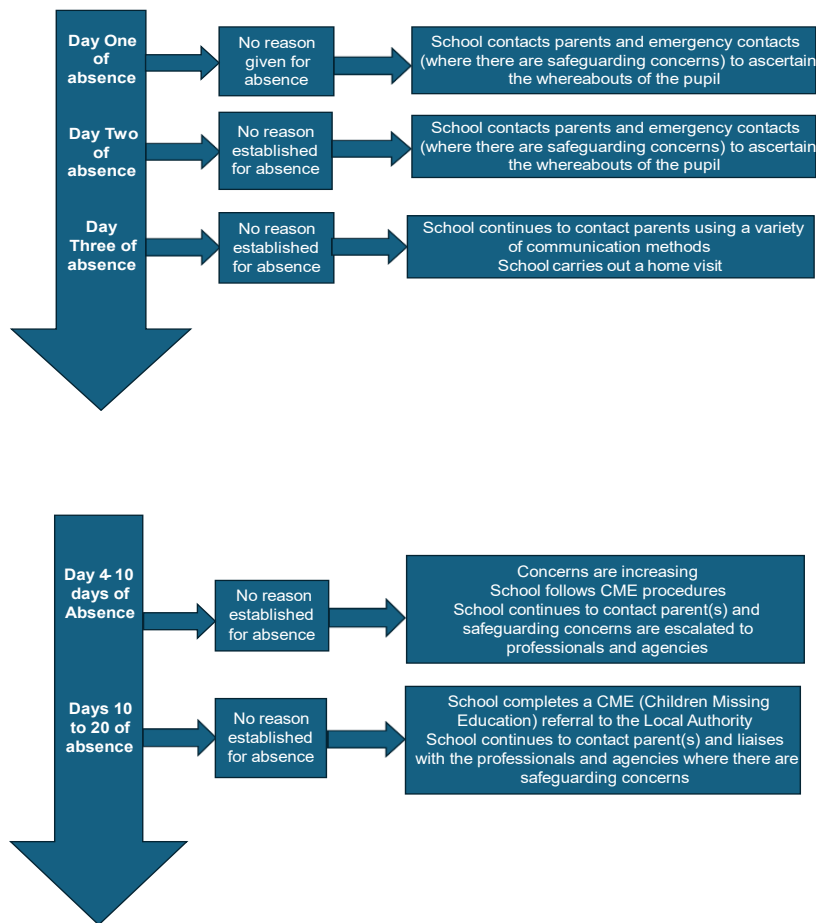 Day One
of
absence
No reason
given for
absence
School contacts parents and emergency contacts
(where there are safeguarding concerns) to ascertain
the whereabouts of the pupil
Day Two
of
absence
No reason
established
for absence
School contacts parents and emergency contacts
(where there are safeguarding concerns) to ascertain
the whereabouts of the pupil
Day
Three of
absence
No reason
established
for absence
School continues to contact parents using a variety
of communication methods
School carries out a home visit
Day 4-10
days of
Absence
No reason
established
for absence
Concerns are increasing
School follows CME procedures
School continues to contact parent(s) and
safeguarding concerns are escalated to
professionals and agencies
Days 10
to 20 of
absence
No reason
established
for absence
School completes a CME (Children Missing
Education) referral to the Local Authority
School continues to contact parent(s) and liaises
with the professionals and agencies where there are
safeguarding concerns